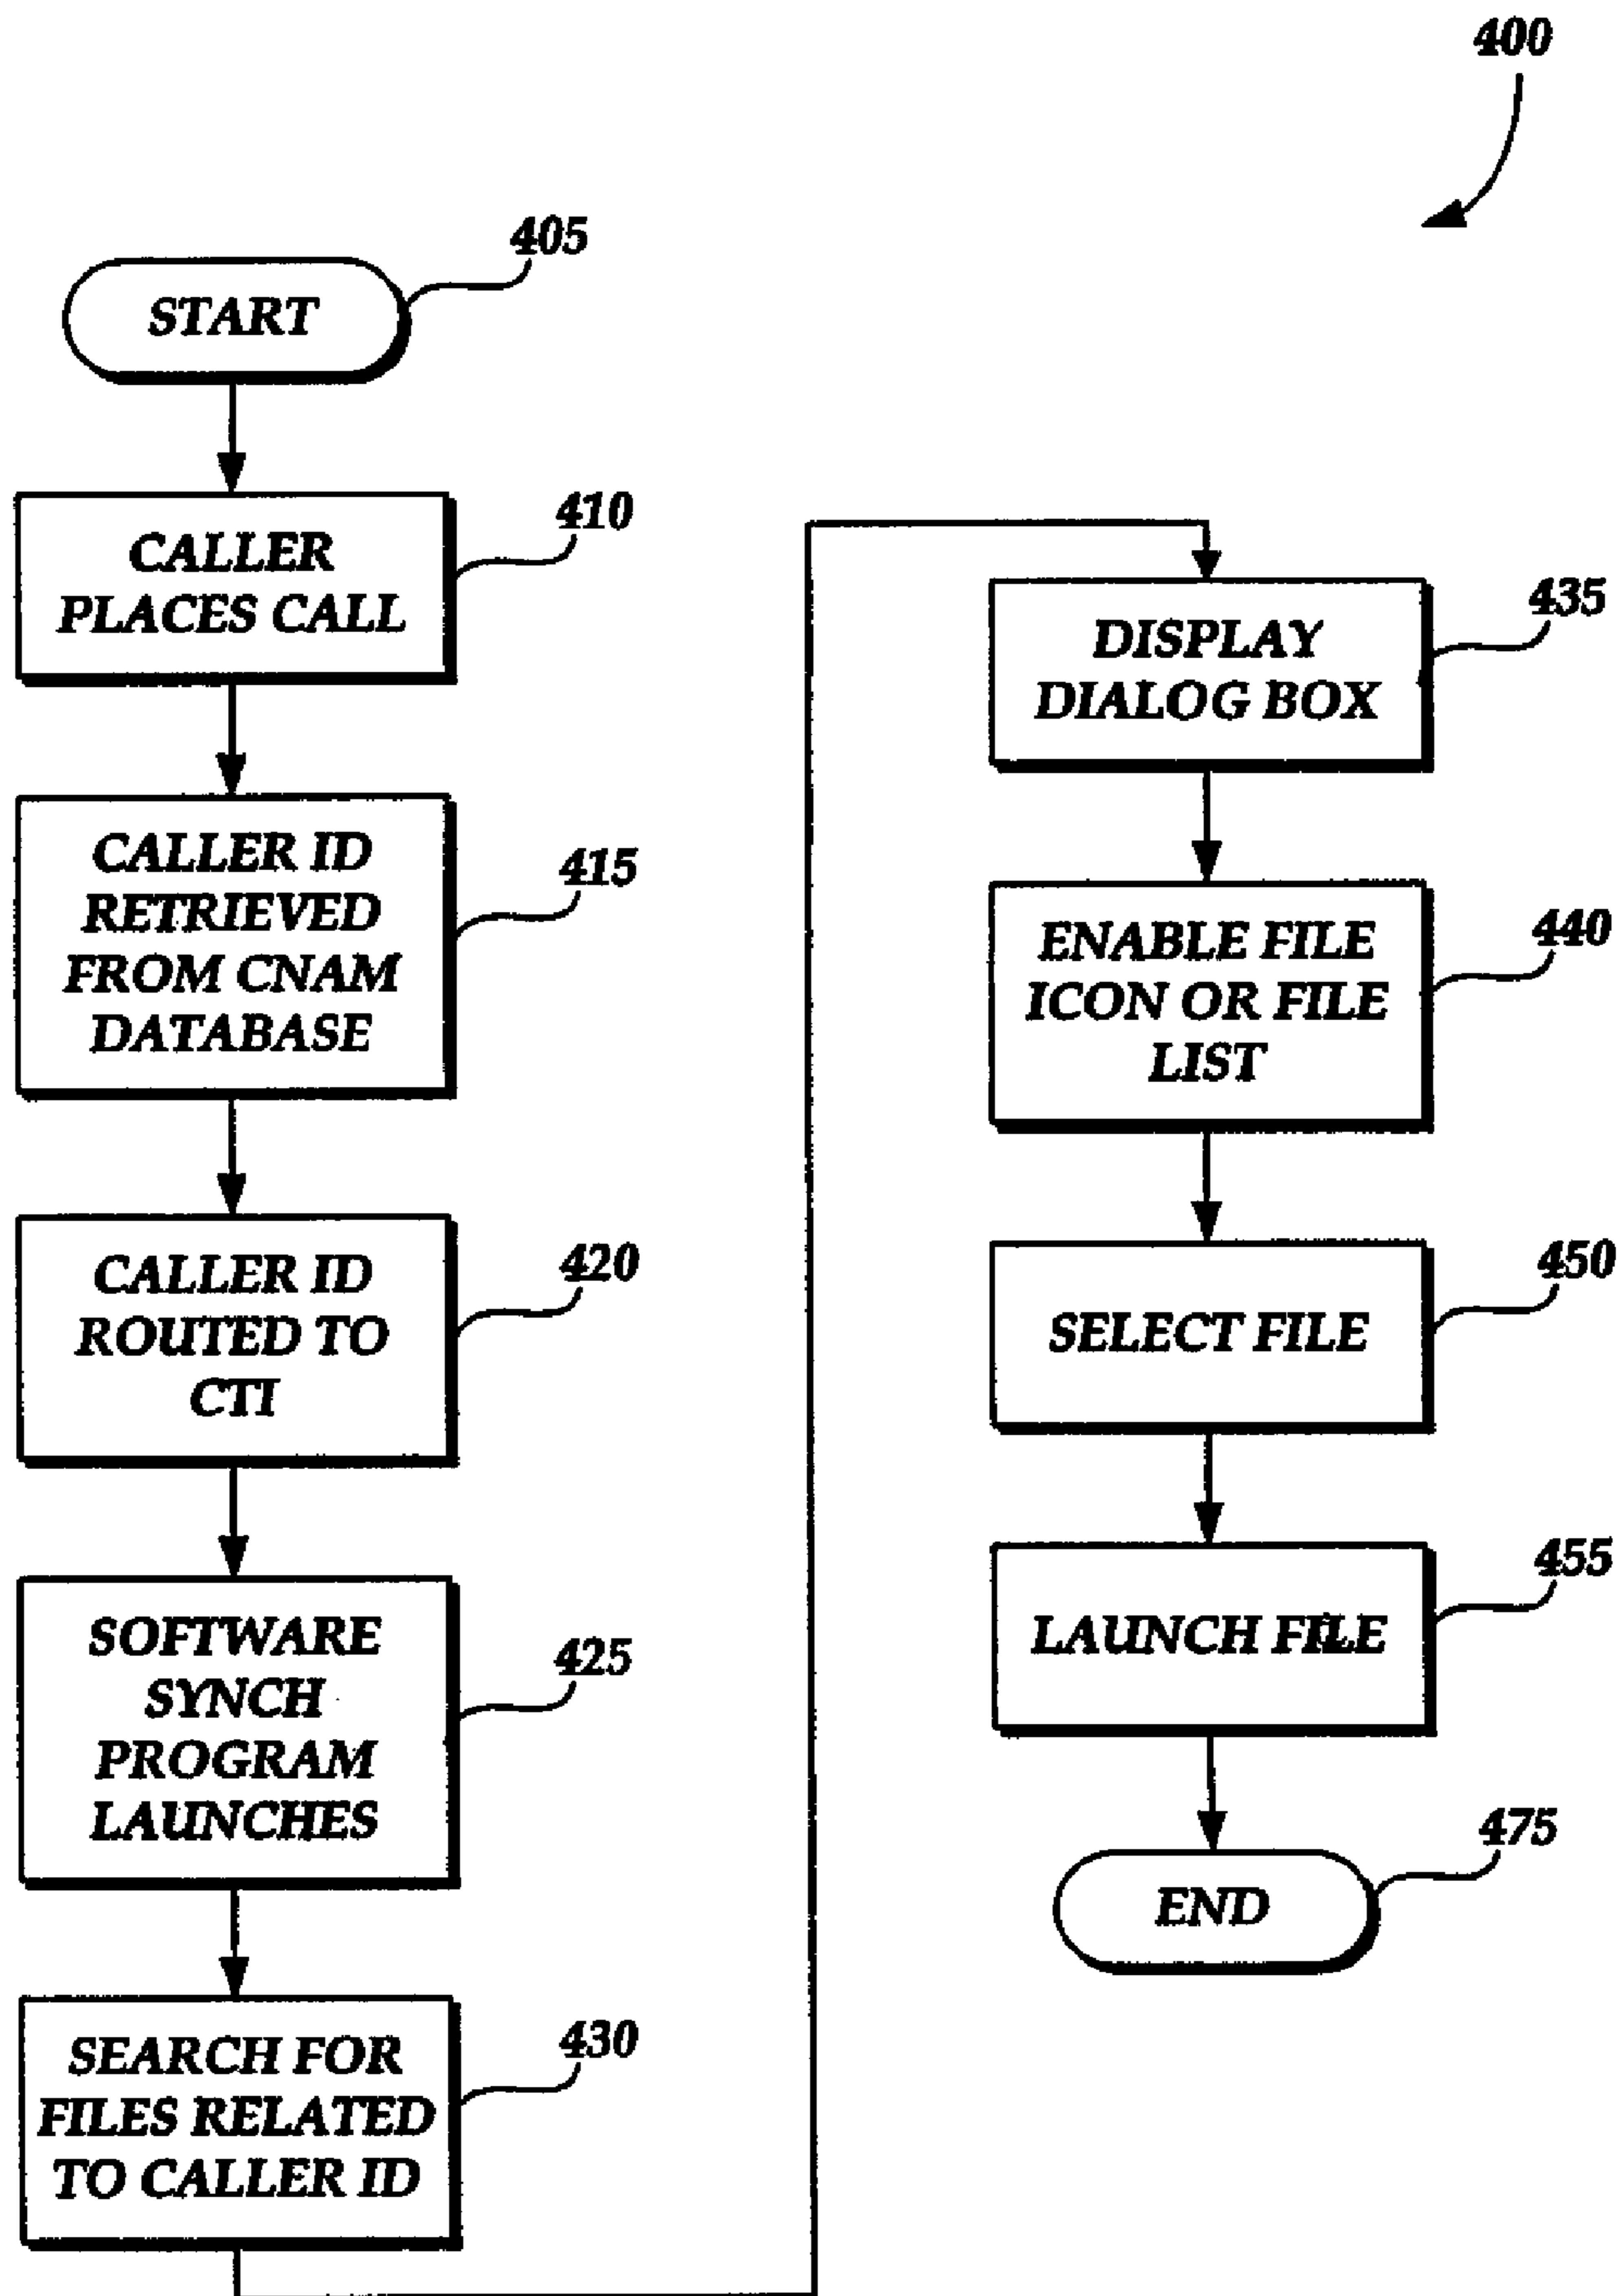 400
405
START
410
CALLER
PLACES CALL
415
CALLER ID
RETRIEVED
FROM CNAM
DATABASE
420
CALLER ID
ROUTED TO
CTI
425
SOFTWARE
SYNCH
PROGRAM
LAUNCHES
430
SEARCH FOR
FILES RELATED
TO CALLER ID
435
DISPLAY
DIALOG BOX
440
ENABLE FILE
ICON OR FILE
LIST
450
SELECT FILE
455
LAUNCH FILE
475
END